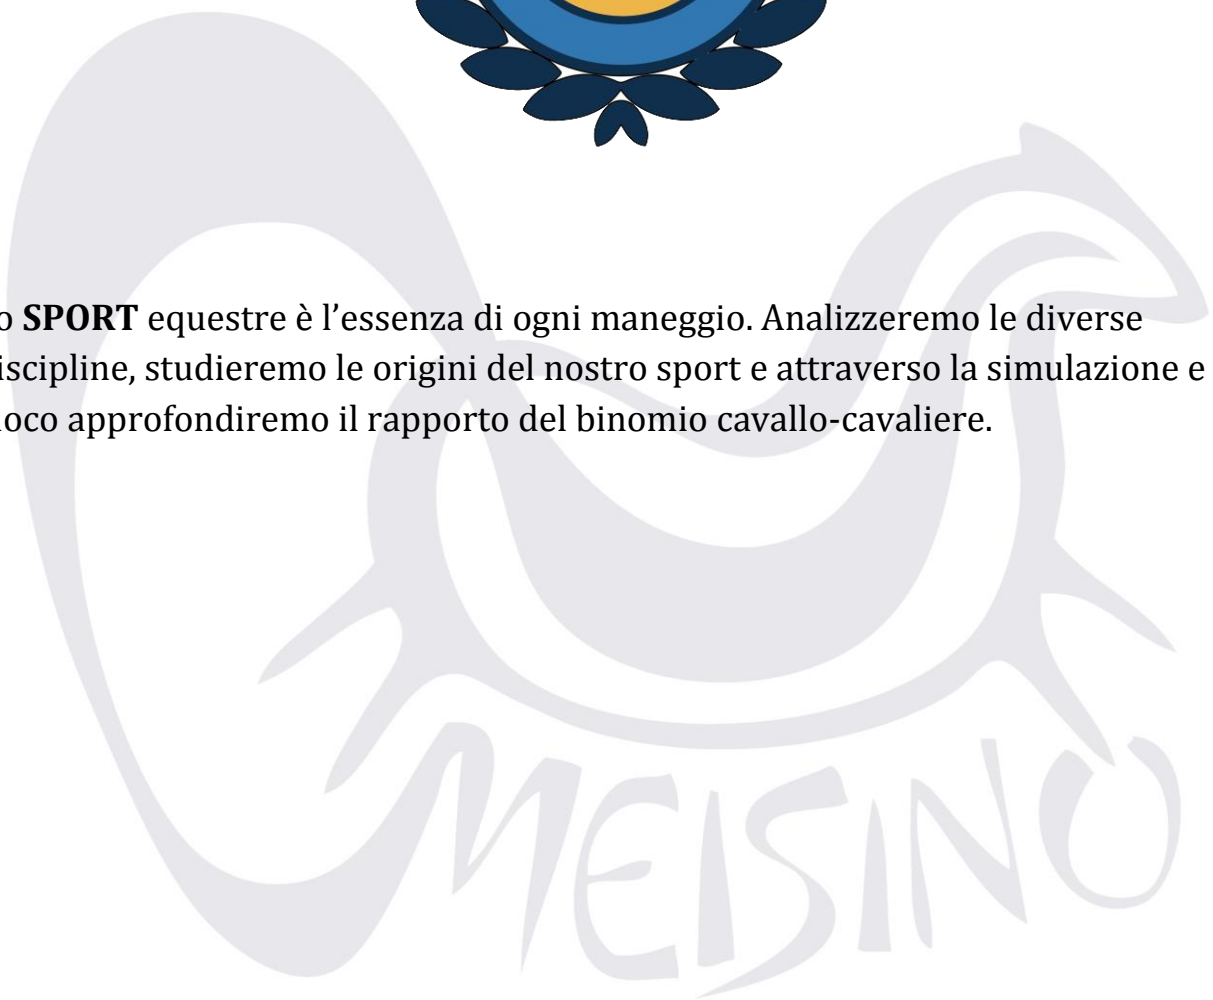 o SPORT equestre è l’essenza di ogni maneggio. Analizzeremo le diverse
iscipline, studieremo le origini del nostro sport e attraverso la simulazione e
ioco approfondiremo il rapporto del binomio cavallo-cavaliere.
MEISINO